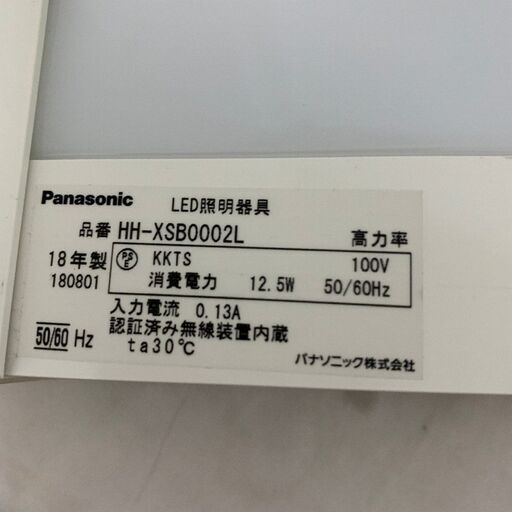 Panasonic LED照明器具
品番 HH-XSB0002L 高力率
18年製 PSE KKTS 100V
180801 消費電力 12.5W 50/60Hz
入力電流 0.13A
50/60 Hz 認証済み無線装置内蔵
ta30℃
パナソニック株式会社